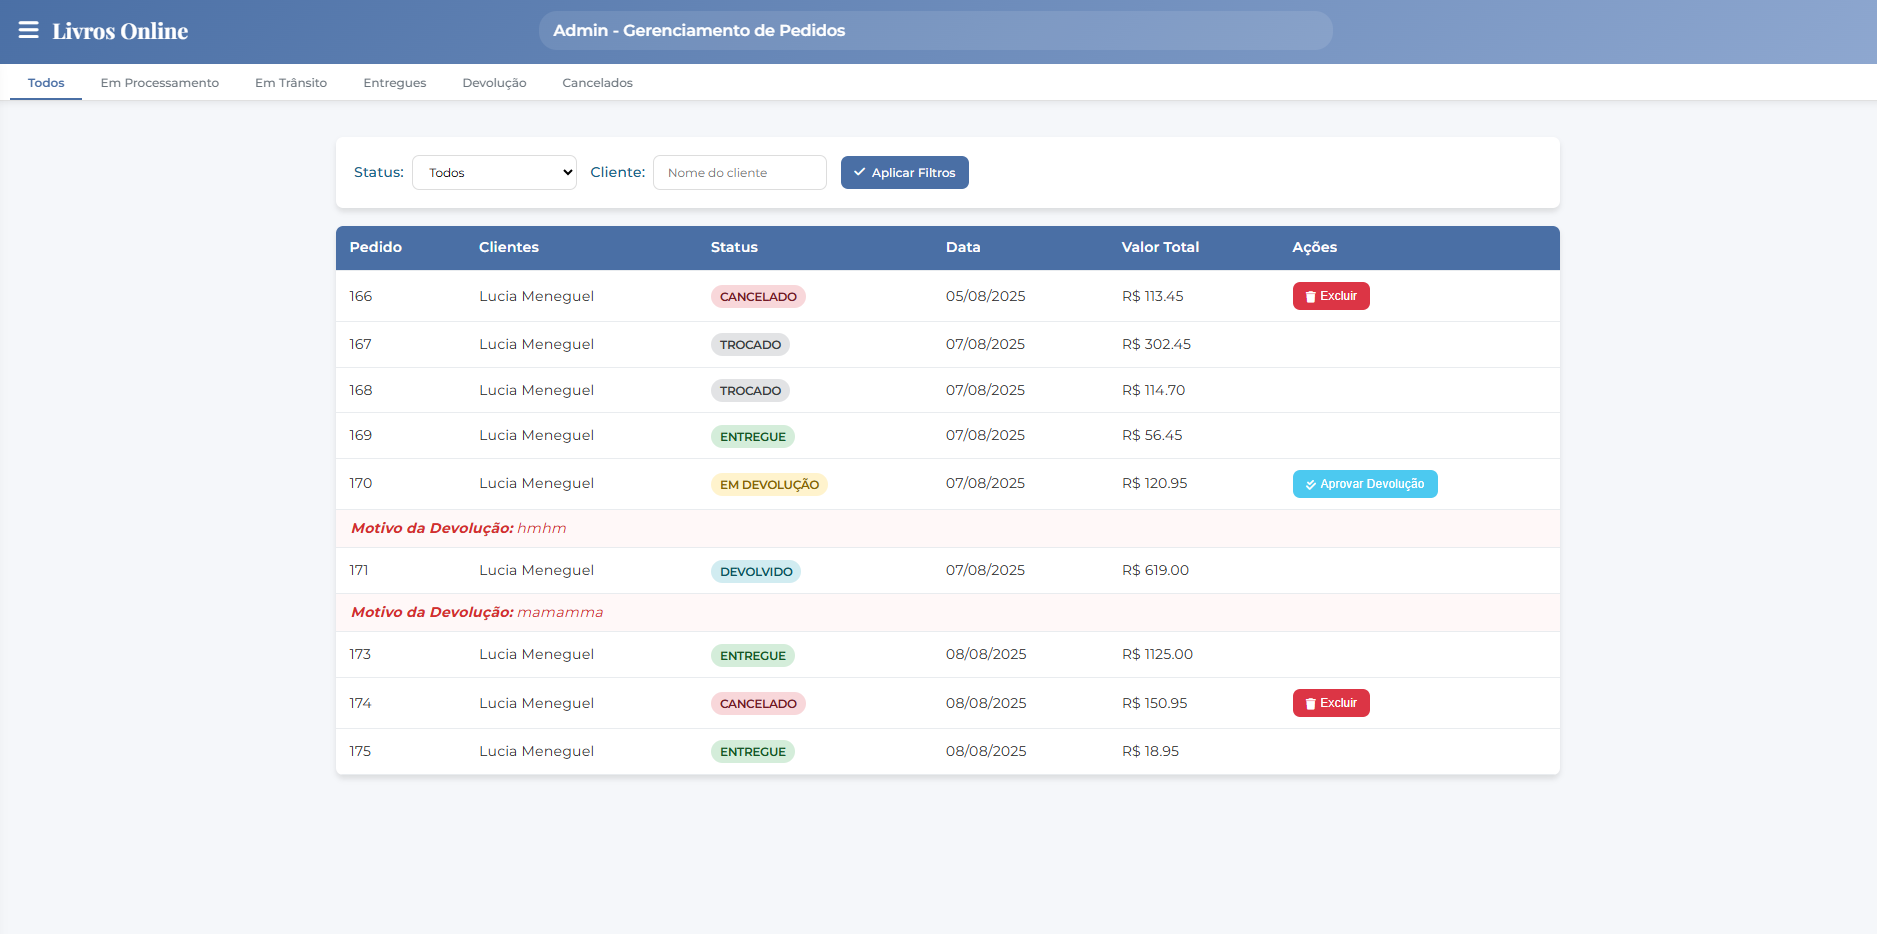 Livros Online
Admin - Gerenciamento de Pedidos
Todos Em Processamento Em Trânsito Entregues Devolução Cancelados
Status: Todos Cliente: Nome do cliente Aplicar Filtros
Pedido Clientes Status Data Valor Total Ações
166 Lucia Meneguel CANCELADO 05/08/2025 R$ 113.45 Excluir
167 Lucia Meneguel TROCADO 07/08/2025 R$ 302.45
168 Lucia Meneguel TROCADO 07/08/2025 R$ 114.70
169 Lucia Meneguel ENTREGUE 07/08/2025 R$ 56.45
170 Lucia Meneguel EM DEVOLUÇÃO 07/08/2025 R$ 120.95 Aprovar Devolução
Motivo da Devolução: hmhm
171 Lucia Meneguel DEVOLVIDO 07/08/2025 R$ 619.00
Motivo da Devolução: mamamma
173 Lucia Meneguel ENTREGUE 08/08/2025 R$ 1125.00
174 Lucia Meneguel CANCELADO 08/08/2025 R$ 150.95 Excluir
175 Lucia Meneguel ENTREGUE 08/08/2025 R$ 18.95